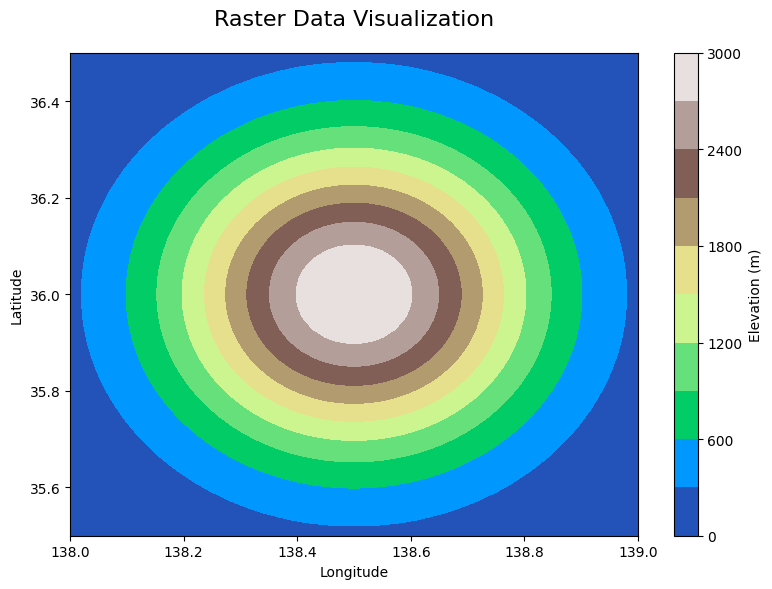 Raster Data Visualization
36.4
36.2
36.0
35.8
35.6
Latitude
138.0 138.2 138.4 138.6 138.8 139.0
Longitude
3000
2400
1800
1200
600
0
Elevation (m)